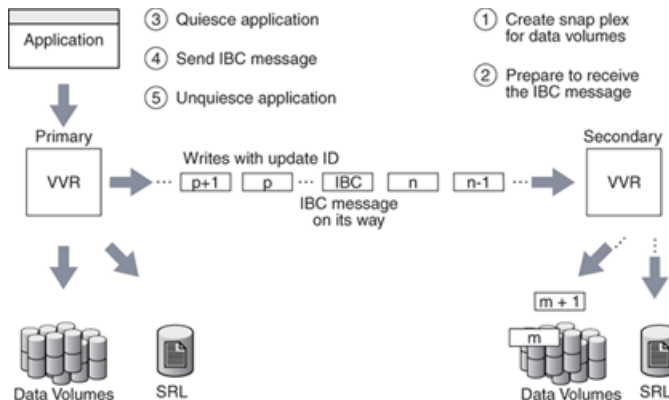 Application
3 Quiesce application
4 Send IBC message
5 Unquiesce application
1 Create snap plex
for data volumes
2 Prepare to receive
the IBC message
Primary
VVR
Writes with update ID
... p+1 p ... IBC n n-1 ...
IBC message
on its way
Secondary
VVR
m + 1
m
Data Volumes
SRL
Data Volumes
SRL